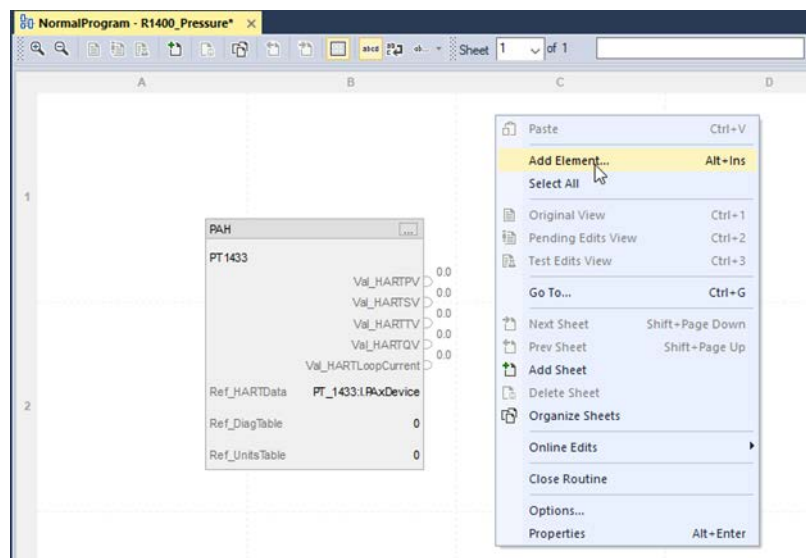 NormalProgram - R1400_Pressure* ×
abcd
ab..
Sheet 1 of 1
A B C D
1
2
PAH ...
PT1433
Val_HARTPV 0.0
Val_HARTSV 0.0
Val_HARTTV 0.0
Val_HARTQV 0.0
Val_HARTLoopCurrent 0.0
Ref_HARTData PT_1433:I.PAxDevice
Ref_DiagTable 0
Ref_UnitsTable 0
Paste Ctrl+V
Add Element... Alt+Ins
Select All
Original View Ctrl+1
Pending Edits View Ctrl+2
Test Edits View Ctrl+3
Go To... Ctrl+G
Next Sheet Shift+Page Down
Prev Sheet Shift+Page Up
Add Sheet
Delete Sheet
Organize Sheets
Online Edits
Close Routine
Options...
Properties Alt+Enter